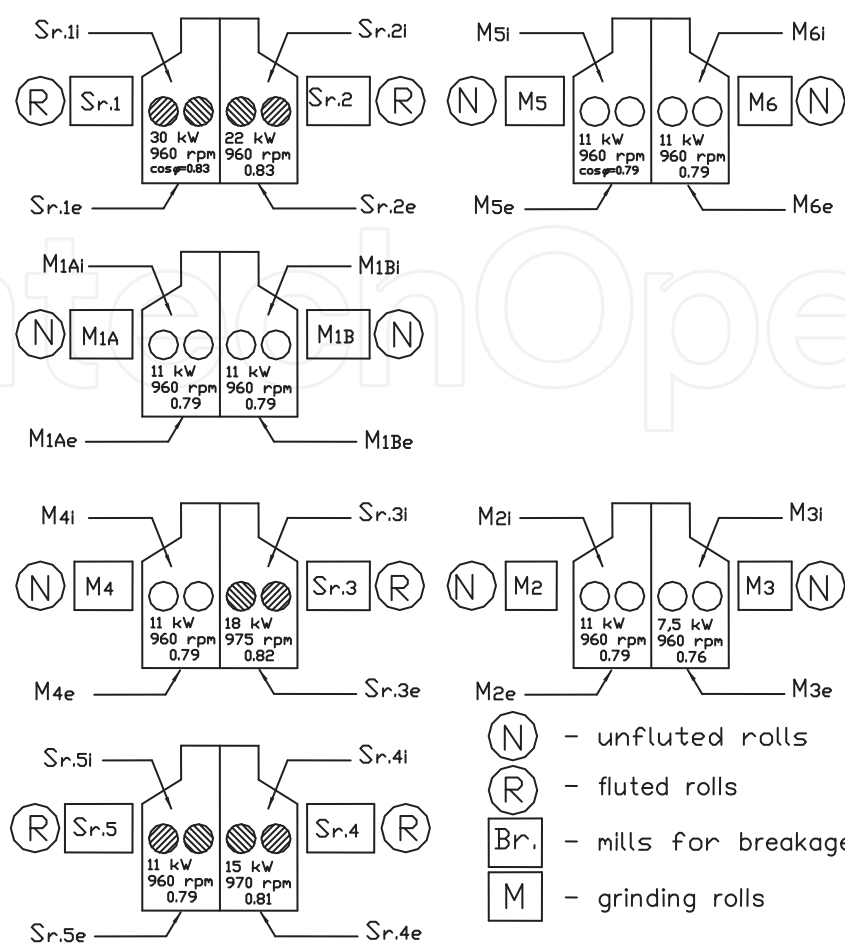 Sr.1i
Sr.2i
R
Sr.1
Sr.2
R
30 kW
960 rpm
cosφ=0.83
22 kW
960 rpm
0.83
Sr.1e
Sr.2e
M5i
M6i
N
M5
M6
N
11 kW
960 rpm
cosφ=0.79
11 kW
960 rpm
0.79
M5e
M6e
M1Ai
M1Bi
N
M1A
M1B
N
11 kW
960 rpm
0.79
11 kW
960 rpm
0.79
M1Ae
M1Be
M4i
Sr.3i
N
M4
Sr.3
R
11 kW
960 rpm
0.79
18 kW
975 rpm
0.82
M4e
Sr.3e
M2i
M3i
N
M2
M3
N
11 kW
960 rpm
0.79
7,5 kW
960 rpm
0.76
M2e
M3e
Sr.5i
Sr.4i
R
Sr.5
Sr.4
R
11 kW
960 rpm
0.79
15 kW
970 rpm
0.81
Sr.5e
Sr.4e
N - unfluted rolls
R - fluted rolls
Br. - mills for breakage
M - grinding rolls
ntechOpe